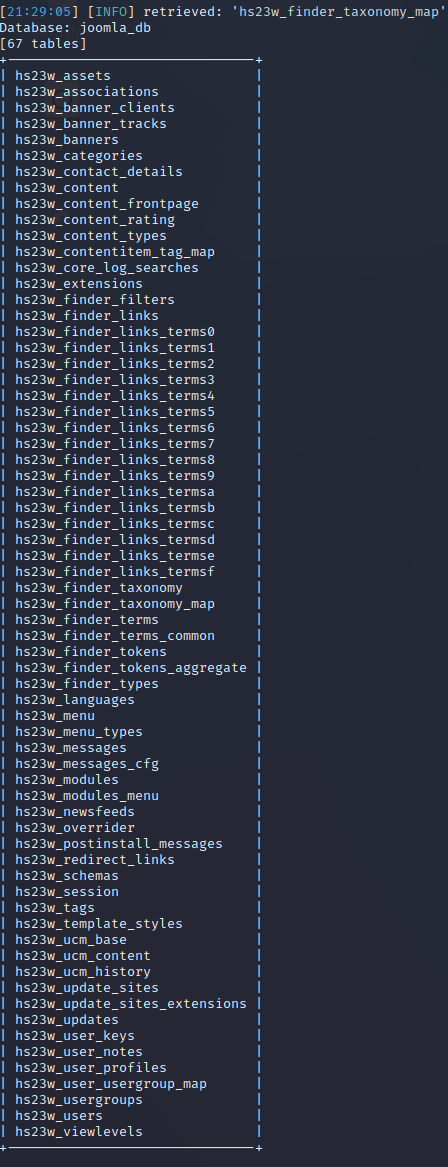 [21:29:05] [INFO] retrieved: 'hs23w_finder_taxonomy_map'
Database: joomla_db
[67 tables]
+-------------------------------+
| hs23w_assets |
| hs23w_associations |
| hs23w_banner_clients |
| hs23w_banner_tracks |
| hs23w_banners |
| hs23w_categories |
| hs23w_contact_details |
| hs23w_content |
| hs23w_content_frontpage |
| hs23w_content_rating |
| hs23w_content_types |
| hs23w_contentitem_tag_map |
| hs23w_core_log_searches |
| hs23w_extensions |
| hs23w_finder_filters |
| hs23w_finder_links |
| hs23w_finder_links_terms0 |
| hs23w_finder_links_terms1 |
| hs23w_finder_links_terms2 |
| hs23w_finder_links_terms3 |
| hs23w_finder_links_terms4 |
| hs23w_finder_links_terms5 |
| hs23w_finder_links_terms6 |
| hs23w_finder_links_terms7 |
| hs23w_finder_links_terms8 |
| hs23w_finder_links_terms9 |
| hs23w_finder_links_termsa |
| hs23w_finder_links_termsb |
| hs23w_finder_links_termsc |
| hs23w_finder_links_termsd |
| hs23w_finder_links_termse |
| hs23w_finder_links_termsf |
| hs23w_finder_taxonomy |
| hs23w_finder_taxonomy_map |
| hs23w_finder_terms |
| hs23w_finder_terms_common |
| hs23w_finder_tokens |
| hs23w_finder_tokens_aggregate |
| hs23w_finder_types |
| hs23w_languages |
| hs23w_menu |
| hs23w_menu_types |
| hs23w_messages |
| hs23w_messages_cfg |
| hs23w_modules |
| hs23w_modules_menu |
| hs23w_newsfeeds |
| hs23w_overrider |
| hs23w_postinstall_messages |
| hs23w_redirect_links |
| hs23w_schemas |
| hs23w_session |
| hs23w_tags |
| hs23w_template_styles |
| hs23w_ucm_base |
| hs23w_ucm_content |
| hs23w_ucm_history |
| hs23w_update_sites |
| hs23w_update_sites_extensions |
| hs23w_updates |
| hs23w_user_keys |
| hs23w_user_notes |
| hs23w_user_profiles |
| hs23w_user_usergroup_map |
| hs23w_usergroups |
| hs23w_users |
| hs23w_viewlevels |
+-------------------------------+